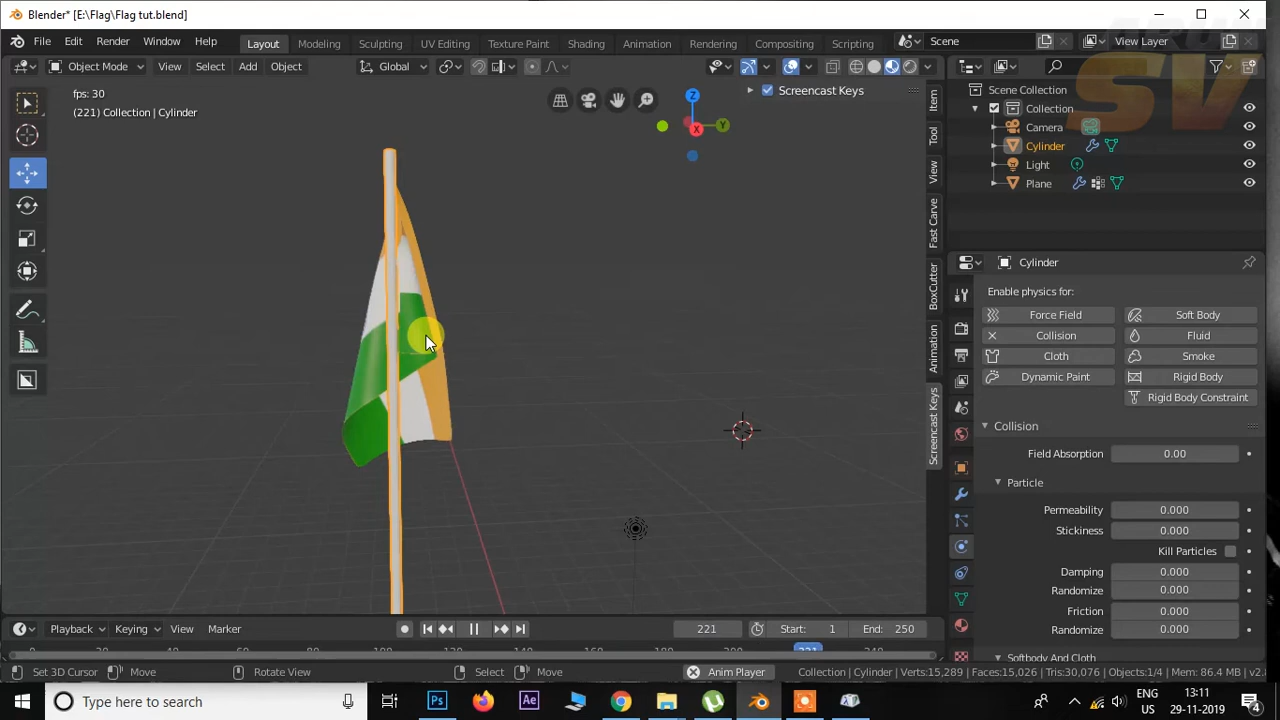 Blender* [E:\Flag\Flag tut.blend]
File Edit Render Window Help
Layout Modeling Sculpting UV Editing Texture Paint Shading Animation Rendering Compositing Scripting
Scene
View Layer
Object Mode View Select Add Object
Global
fps: 30
(221) Collection | Cylinder
Screencast Keys
Z
Y
X
Item
Tool
View
Fast Carve
BoxCutter
Animation
Screencast Keys
SV
Scene Collection
Collection
Camera
Cylinder
Light
Plane
Cylinder
Enable physics for:
Force Field Soft Body
Collision Fluid
Cloth Smoke
Dynamic Paint Rigid Body
Rigid Body Constraint
Collision
Field Absorption 0.00
Particle
Permeability 0.000
Stickiness 0.000
Kill Particles
Damping 0.000
Randomize 0.000
Friction 0.000
Randomize 0.000
Softbody And Cloth
Playback Keying View Marker
221 Start: 1 End: 250
Set 3D Cursor Move Rotate View Select Move Anim Player Collection | Cylinder | Verts:15,289 | Faces:15,026 | Tris:30,076 | Objects:1/4 | Mem: 86.4 MB | v2.
Type here to search
Ps
Ae
ENG
IN
13:11
29-11-2019
4